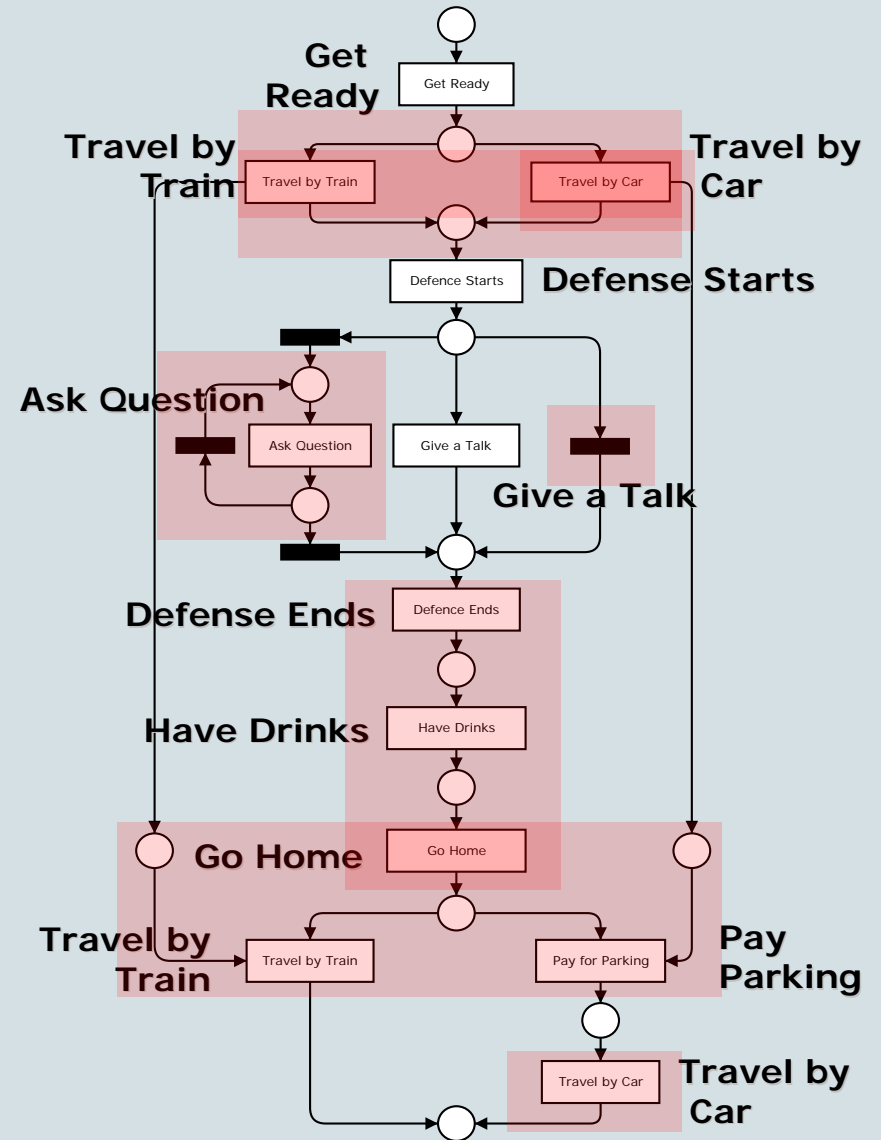 Get
Ready
Get Ready
Travel by
Train
Travel by Train
Travel by Car
Travel by
Car
Defence Starts
Defense Starts
Ask Question
Ask Question
Give a Talk
Give a Talk
Defense Ends
Defence Ends
Have Drinks
Have Drinks
Go Home
Go Home
Travel by
Train
Travel by Train
Pay for Parking
Pay
Parking
Travel by Car
Travel by
Car